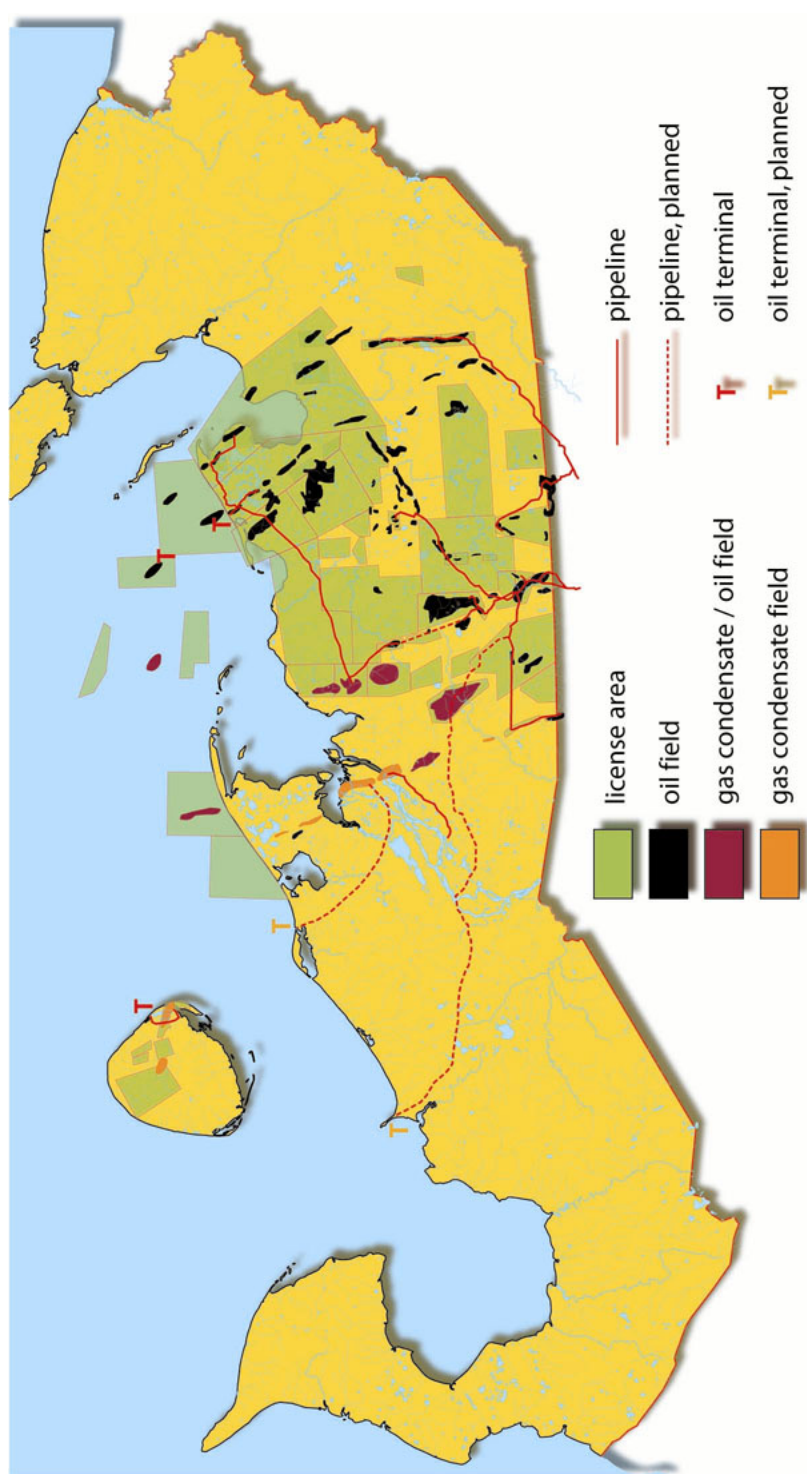 license area
oil field
gas condensate / oil field
gas condensate field
pipeline
pipeline, planned
T oil terminal
T oil terminal, planned
T
T
T
T
T